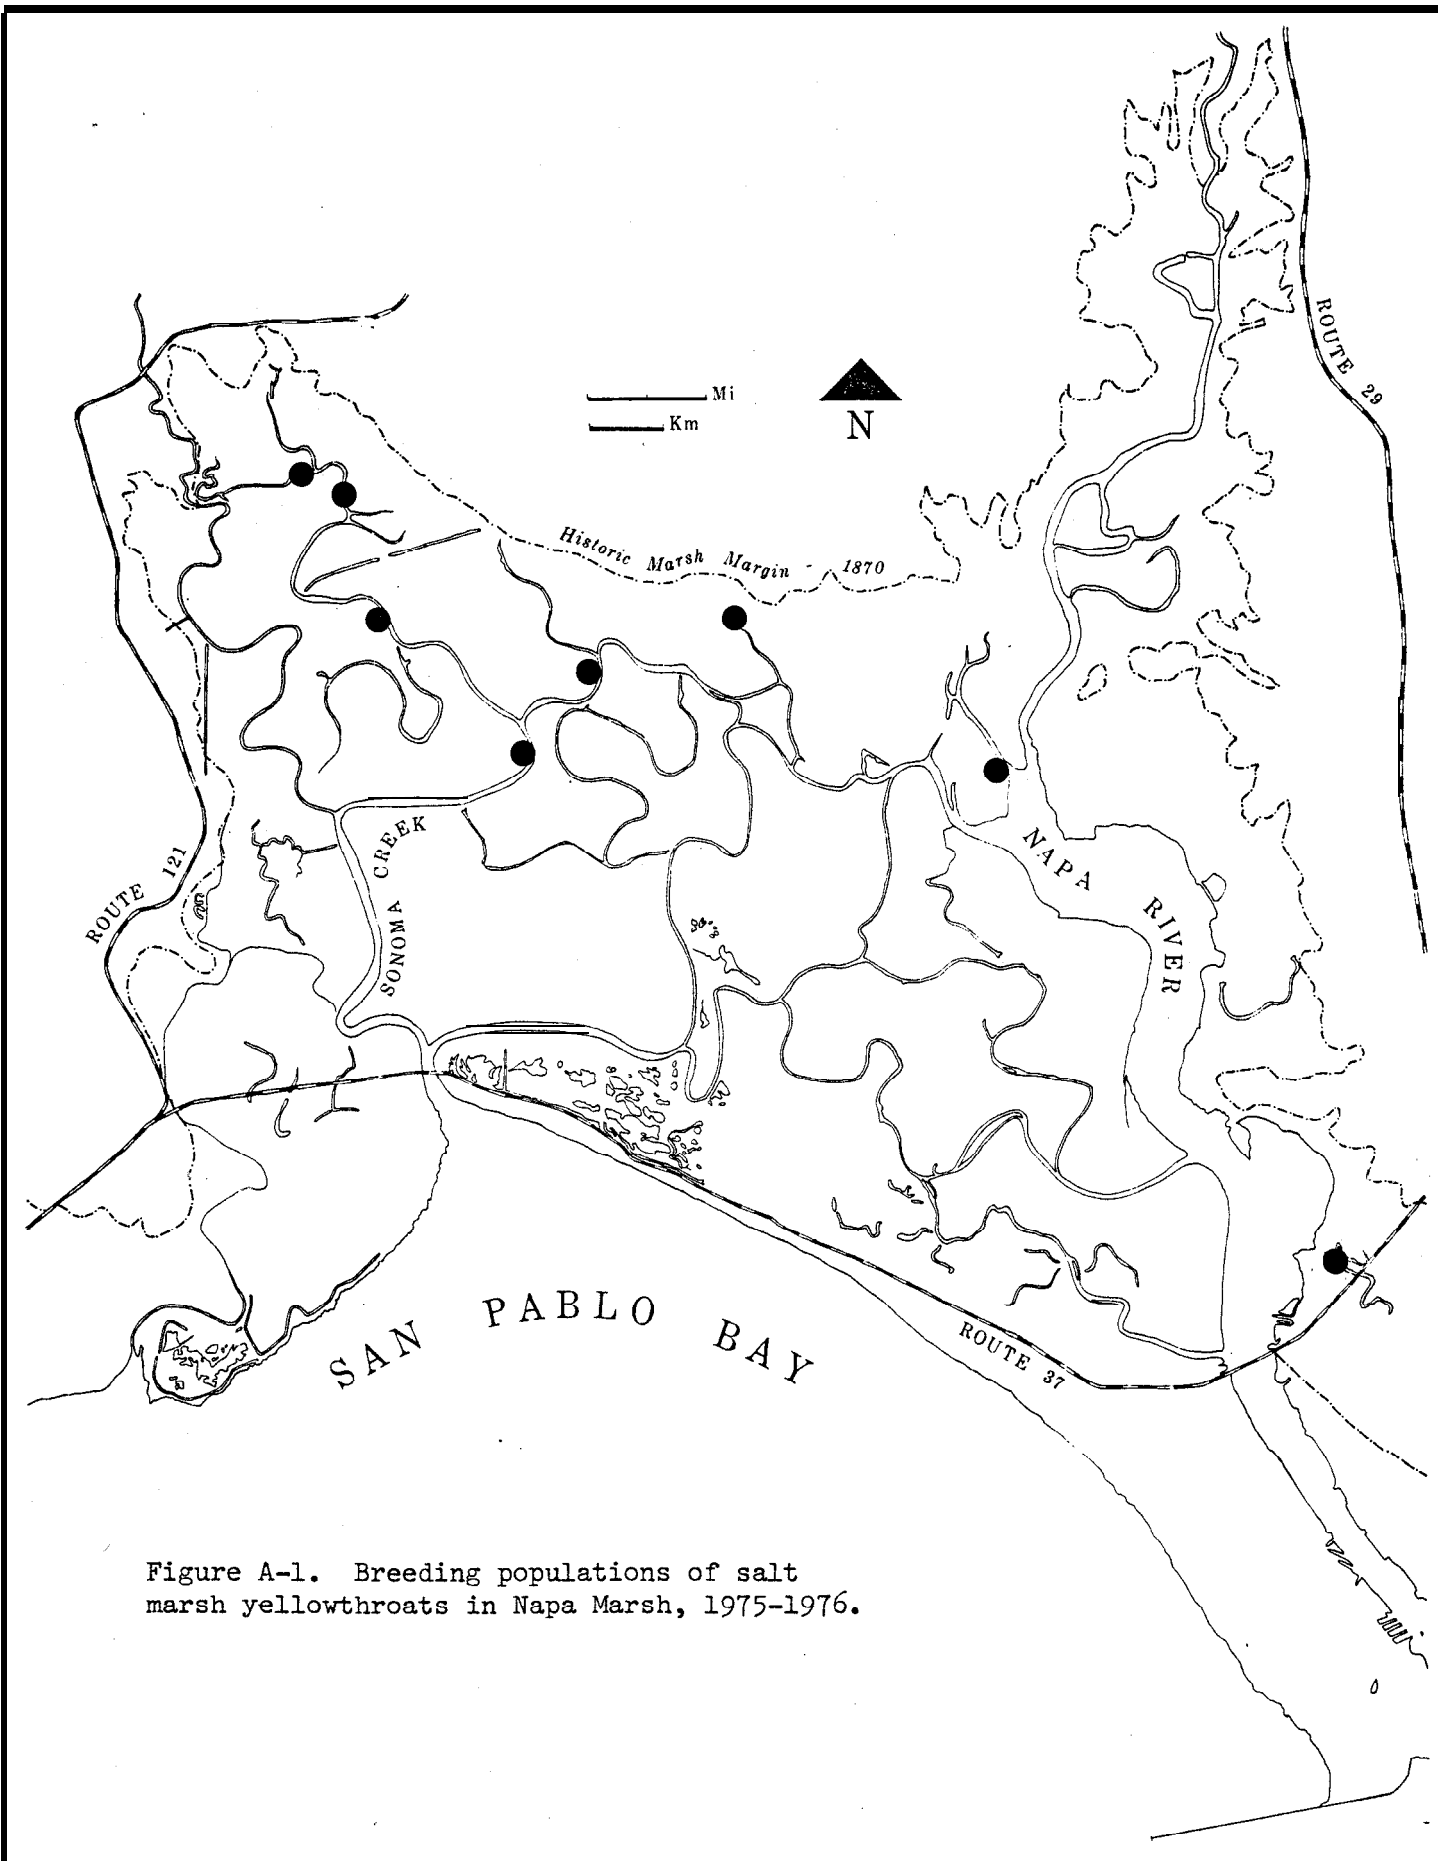 ROUTE 29
Mi
Km
N
Historic Marsh Margin - 1870
ROUTE 121
SONOMA CREEK
NAPA RIVER
SAN PABLO BAY
ROUTE 37
Figure A-1. Breeding populations of salt
marsh yellowthroats in Napa Marsh, 1975-1976.